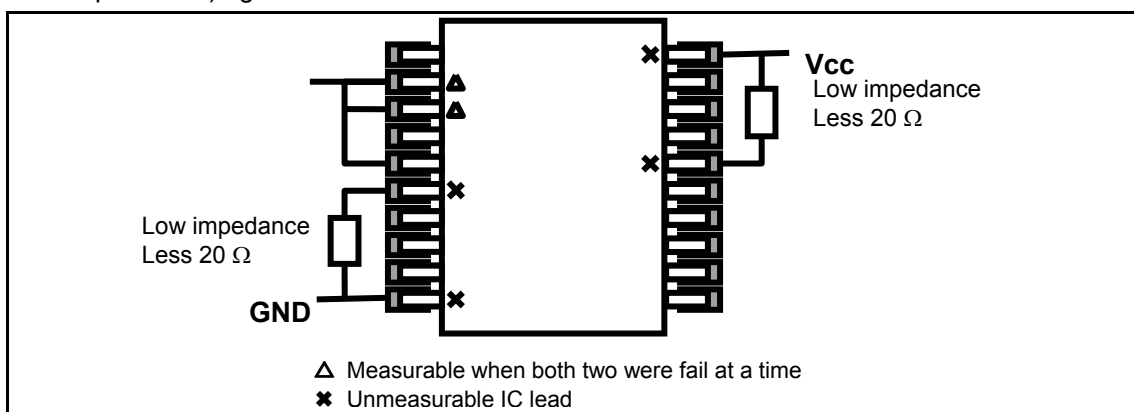 Vcc
Low impedance
Less 20 Ω
Low impedance
Less 20 Ω
GND
Δ Measurable when both two were fail at a time
✖ Unmeasurable IC lead